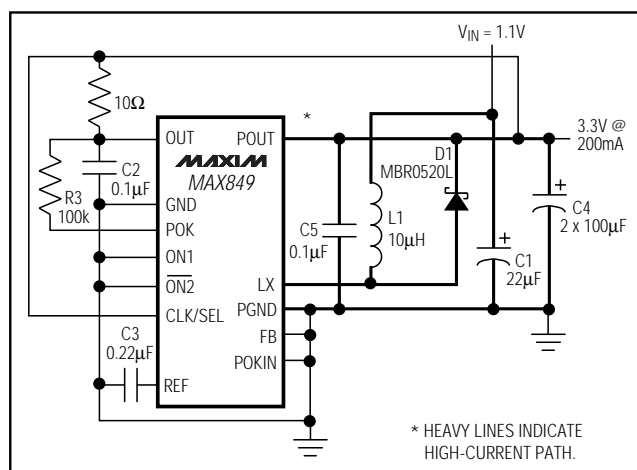 V_IN = 1.1V
10Ω
*
OUT
POUT
3.3V @
200mA
D1
MBR0520L
MAXIM
MAX849
C2
0.1µF
R3
100k
GND
POK
C5
0.1µF
L1
10µH
+
C4
2 x 100µF
+
C1
22µF
ON1
ON2
LX
CLK/SEL
PGND
FB
C3
0.22µF
POKIN
REF
* HEAVY LINES INDICATE
HIGH-CURRENT PATH.